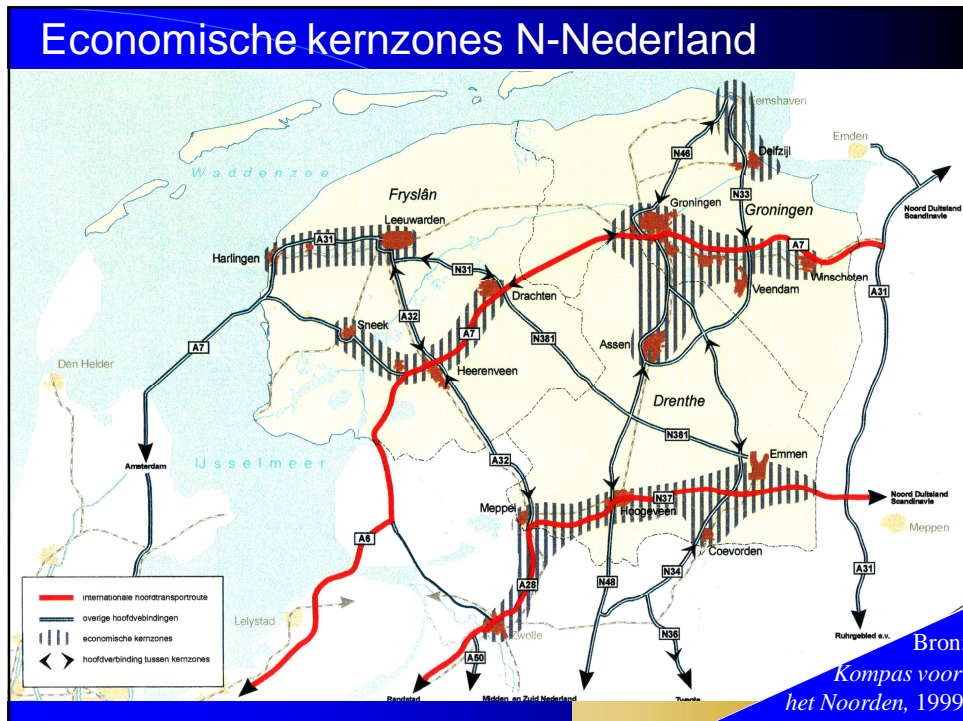 Economische kernzones N-Nederland
Eemshaven
Emden
Delfzijl
N46
Waddenzee
N33
Fryslân
Groningen
Groningen
Noord Duitsland
Scandinavie
Leeuwarden
A31
A7
Harlingen
Winschoten
N31
Veendam
A31
Drachten
A32
Sneek
A7
N381
A7
Assen
Den Helder
Heerenveen
Drenthe
N381
IJsselmeer
Emmen
A32
Amsterdam
N37
Noord Duitsland
Scandinavie
Meppel
Hoogeveen
Meppen
A6
Coevorden
A28
N34
A31
N48
internationale hoofdtransportroute
overige hoofdvebindingen
Lelystad
economische kernzones
Zwolle
N36
Ruhrgebied e.v.
hoofdverbinding tussen kernzones
A50
Bron:
Kompas voor
Randstad
Midden en Zuid Nederland
Twente
het Noorden, 1999